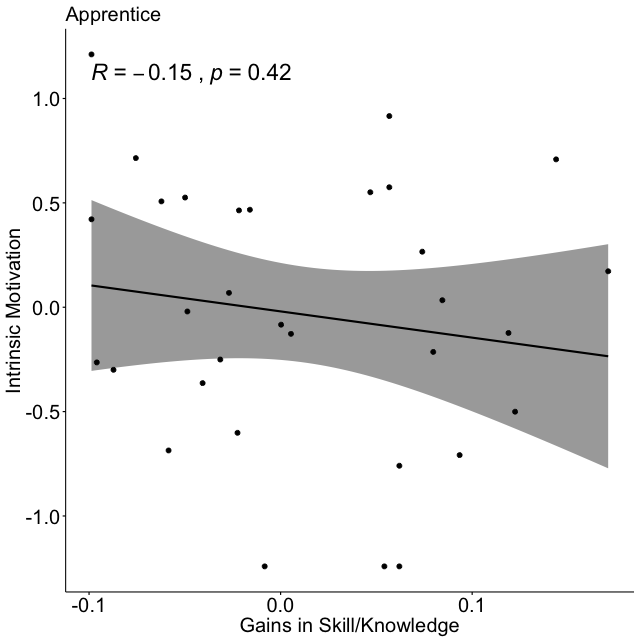 Apprentice
R = −0.15 , p = 0.42
1.0
0.5
0.0
-0.5
-1.0
Intrinsic Motivation
-0.1 0.0 0.1
Gains in Skill/Knowledge